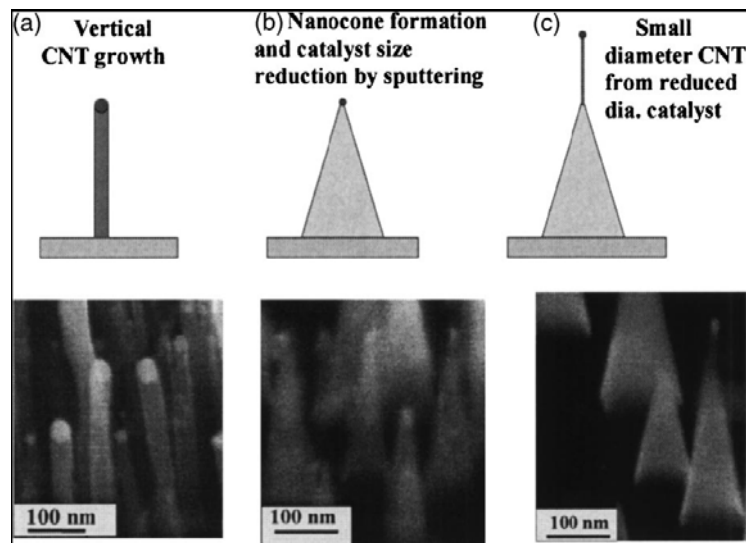 (a)
Vertical
CNT growth
(b)
Nanocone formation
and catalyst size
reduction by sputtering
(c)
Small
diameter CNT
from reduced
dia. catalyst
100 nm
100 nm
100 nm